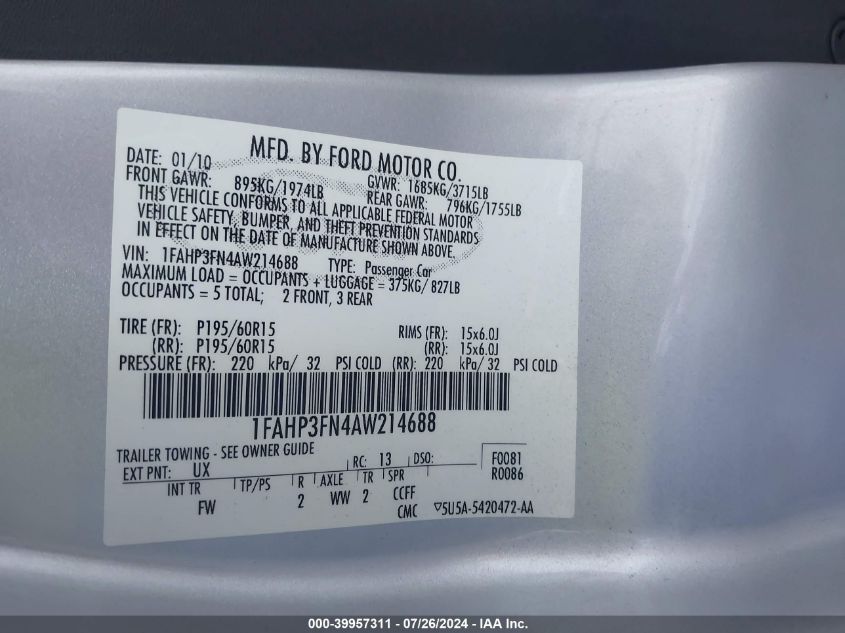 MFD. BY FORD MOTOR CO.
DATE: 01/10 GVWR: 1685KG/3715LB
FRONT GAWR: 895KG/1974LB REAR GAWR: 796KG/1755LB
THIS VEHICLE CONFORMS TO ALL APPLICABLE FEDERAL MOTOR
VEHICLE SAFETY, BUMPER, AND THEFT PREVENTION STANDARDS
IN EFFECT ON THE DATE OF MANUFACTURE SHOWN ABOVE.
VIN: 1FAHP3FN4AW214688 TYPE: Passenger Car
MAXIMUM LOAD = OCCUPANTS + LUGGAGE = 375KG/ 827LB
OCCUPANTS = 5 TOTAL; 2 FRONT, 3 REAR
TIRE (FR): P195/60R15 RIMS (FR): 15x6.0J
(RR): P195/60R15 (RR): 15x6.0J
PRESSURE (FR): 220 kPa/ 32 PSI COLD (RR): 220 kPa/ 32 PSI COLD
1FAHP3FN4AW214688
TRAILER TOWING - SEE OWNER GUIDE
EXT PNT: UX RC: 13 DSO: F0081
R0086
INT TR TP/PS R AXLE TR SPR
FW 2 WW 2 CCFF
CMC ▽5U5A-5420472-AA
000-39957311 - 07/26/2024 - IAA Inc.